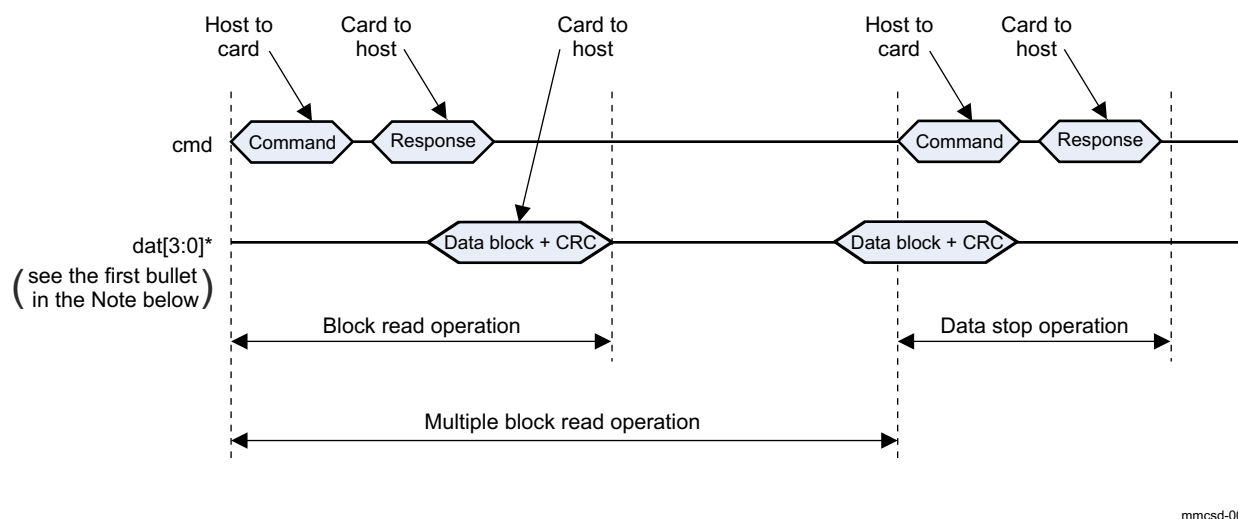 Host to
card
Card to
host
Card to
host
Host to
card
Card to
host
cmd
Command
Response
Command
Response
dat[3:0]*
(see the first bullet
in the Note below)
Data block + CRC
Data block + CRC
Block read operation
Data stop operation
Multiple block read operation
mmcsd-00